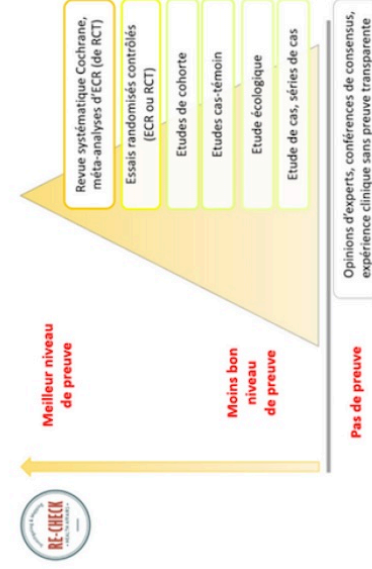 RE-CHECK
HEALTH AFFAIRS
Meilleur niveau
de preuve
Revue systématique Cochrane,
méta-analyses d'ECR (de RCT)
Essais randomisés contrôlés
(ECR ou RCT)
Etudes de cohorte
Etudes cas-témoin
Moins bon
niveau
de preuve
Etude écologique
Etude de cas, séries de cas
Pas de preuve
Opinions d'experts, conférences de consensus,
expérience clinique sans preuve transparente